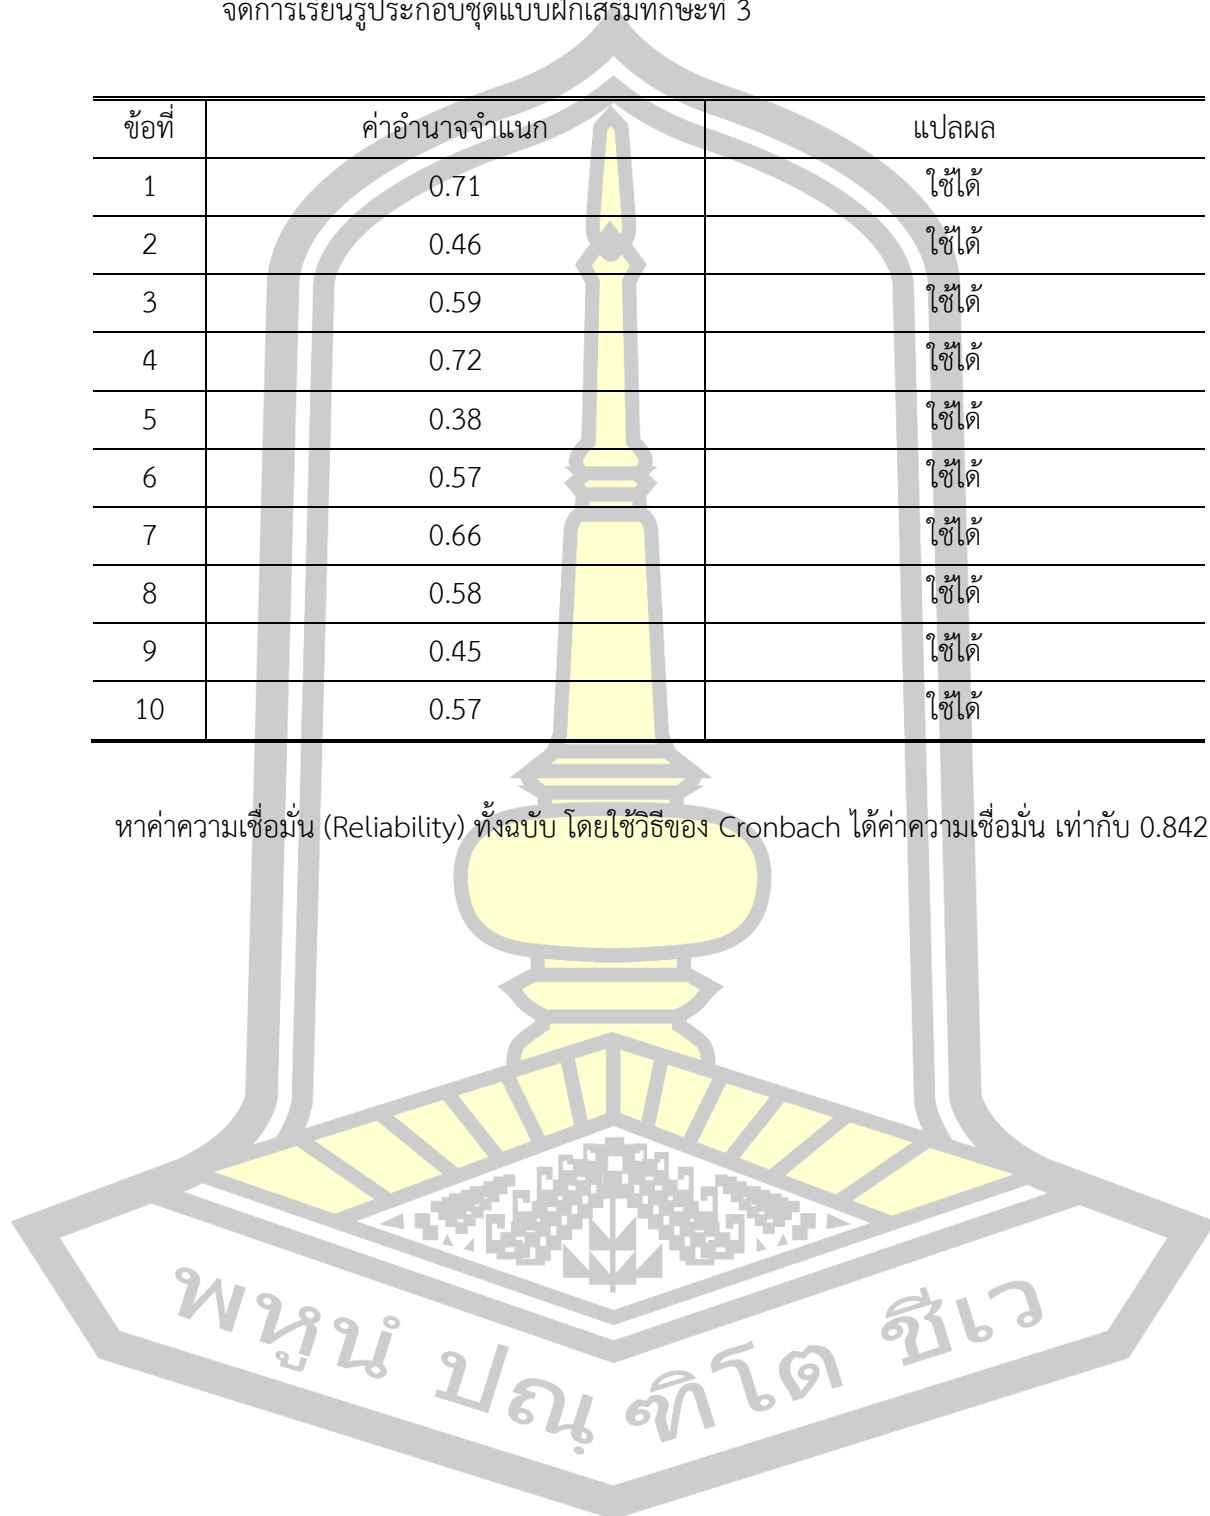 จัดการเรียนรู้ประกอบชุดแบบฝึกเสริมทักษะที่ 3
ข้อที่ ค่าอำนาจจำแนก แปลผล
1 0.71 ใช้ได้
2 0.46 ใช้ได้
3 0.59 ใช้ได้
4 0.72 ใช้ได้
5 0.38 ใช้ได้
6 0.57 ใช้ได้
7 0.66 ใช้ได้
8 0.58 ใช้ได้
9 0.45 ใช้ได้
10 0.57 ใช้ได้
หาค่าความเชื่อมั่น (Reliability) ทั้งฉบับ โดยใช้วิธีของ Cronbach ได้ค่าความเชื่อมั่น เท่ากับ 0.842
พหูนํ ปณฺ ฑิโต ชีเว